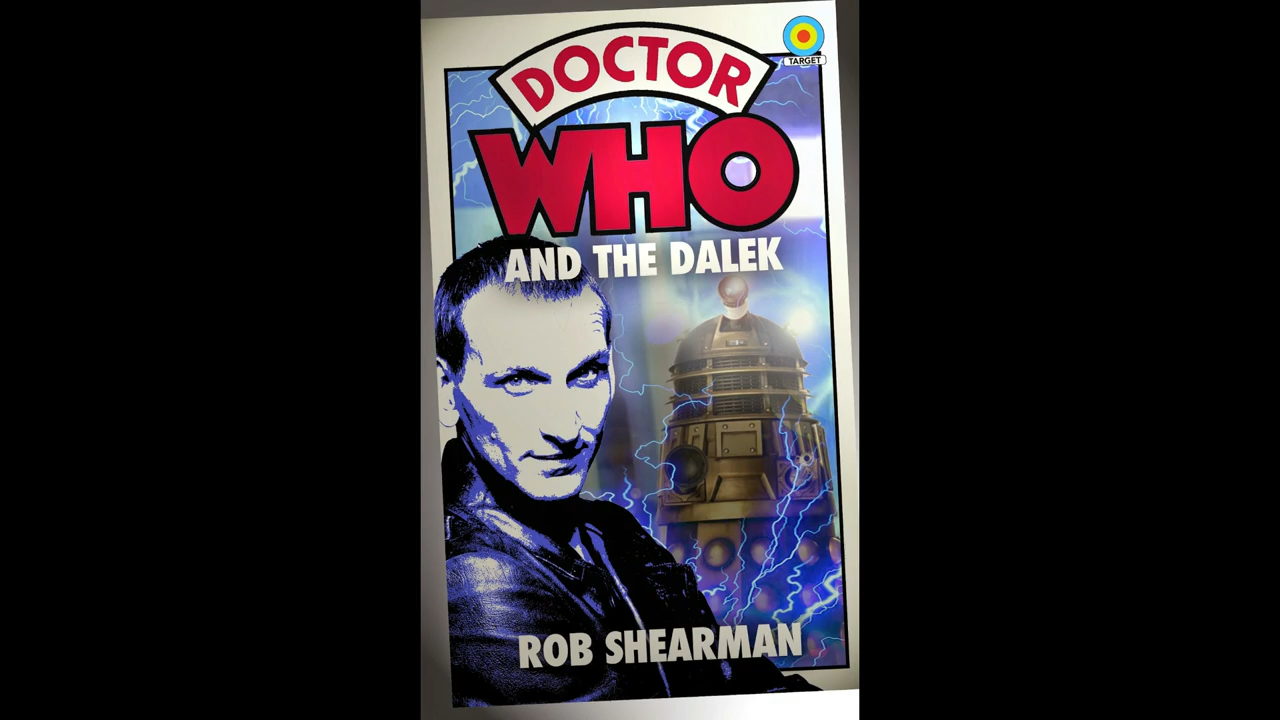 DOCTOR
WHO
TARGET
AND THE DALEK
ROB SHEARMAN